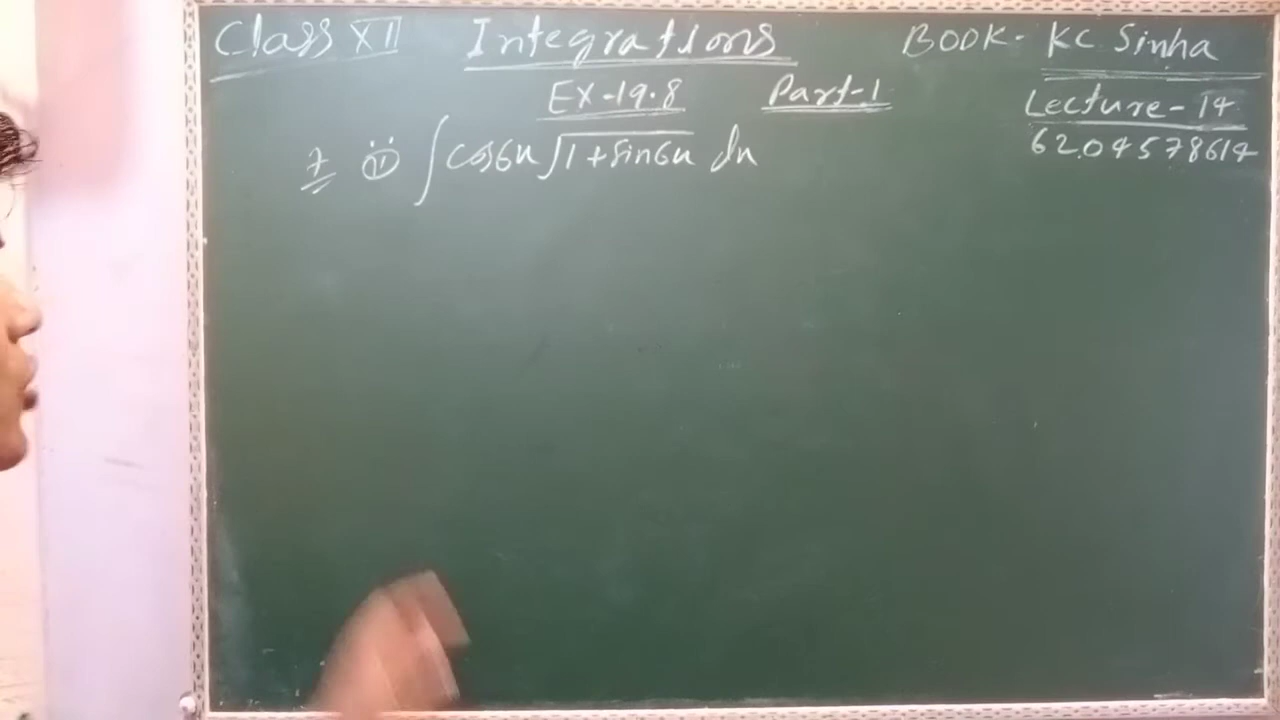 Class XII Integrations BOOK- KC Sinha
EX-19.8 Part-1 Lecture-14
6204578614
7 (ii) ∫cos6x√1+sin6x dx